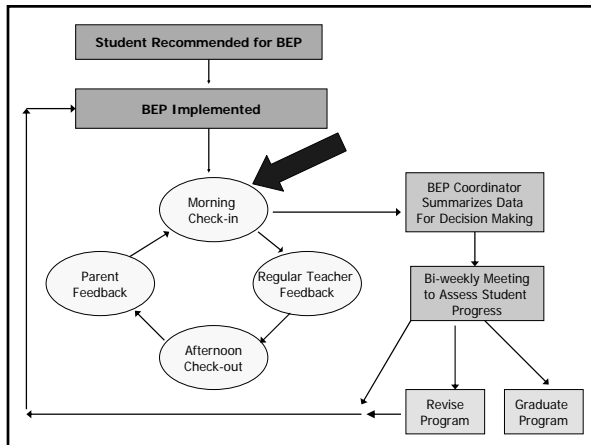 Student Recommended for BEP
BEP Implemented
Morning
Check-in
BEP Coordinator
Summarizes Data
For Decision Making
Parent
Feedback
Regular Teacher
Feedback
Bi-weekly Meeting
to Assess Student
Progress
Afternoon
Check-out
Revise
Program
Graduate
Program